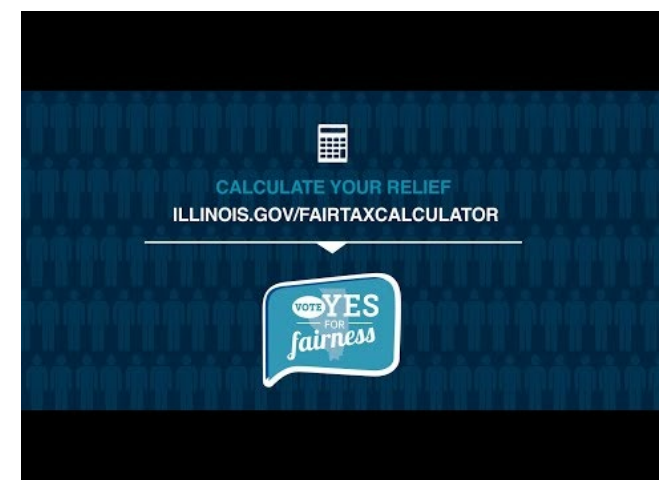 CALCULATE YOUR RELIEF
ILLINOIS.GOV/FAIRTAXCALCULATOR
VOTE YES
FOR
fairness